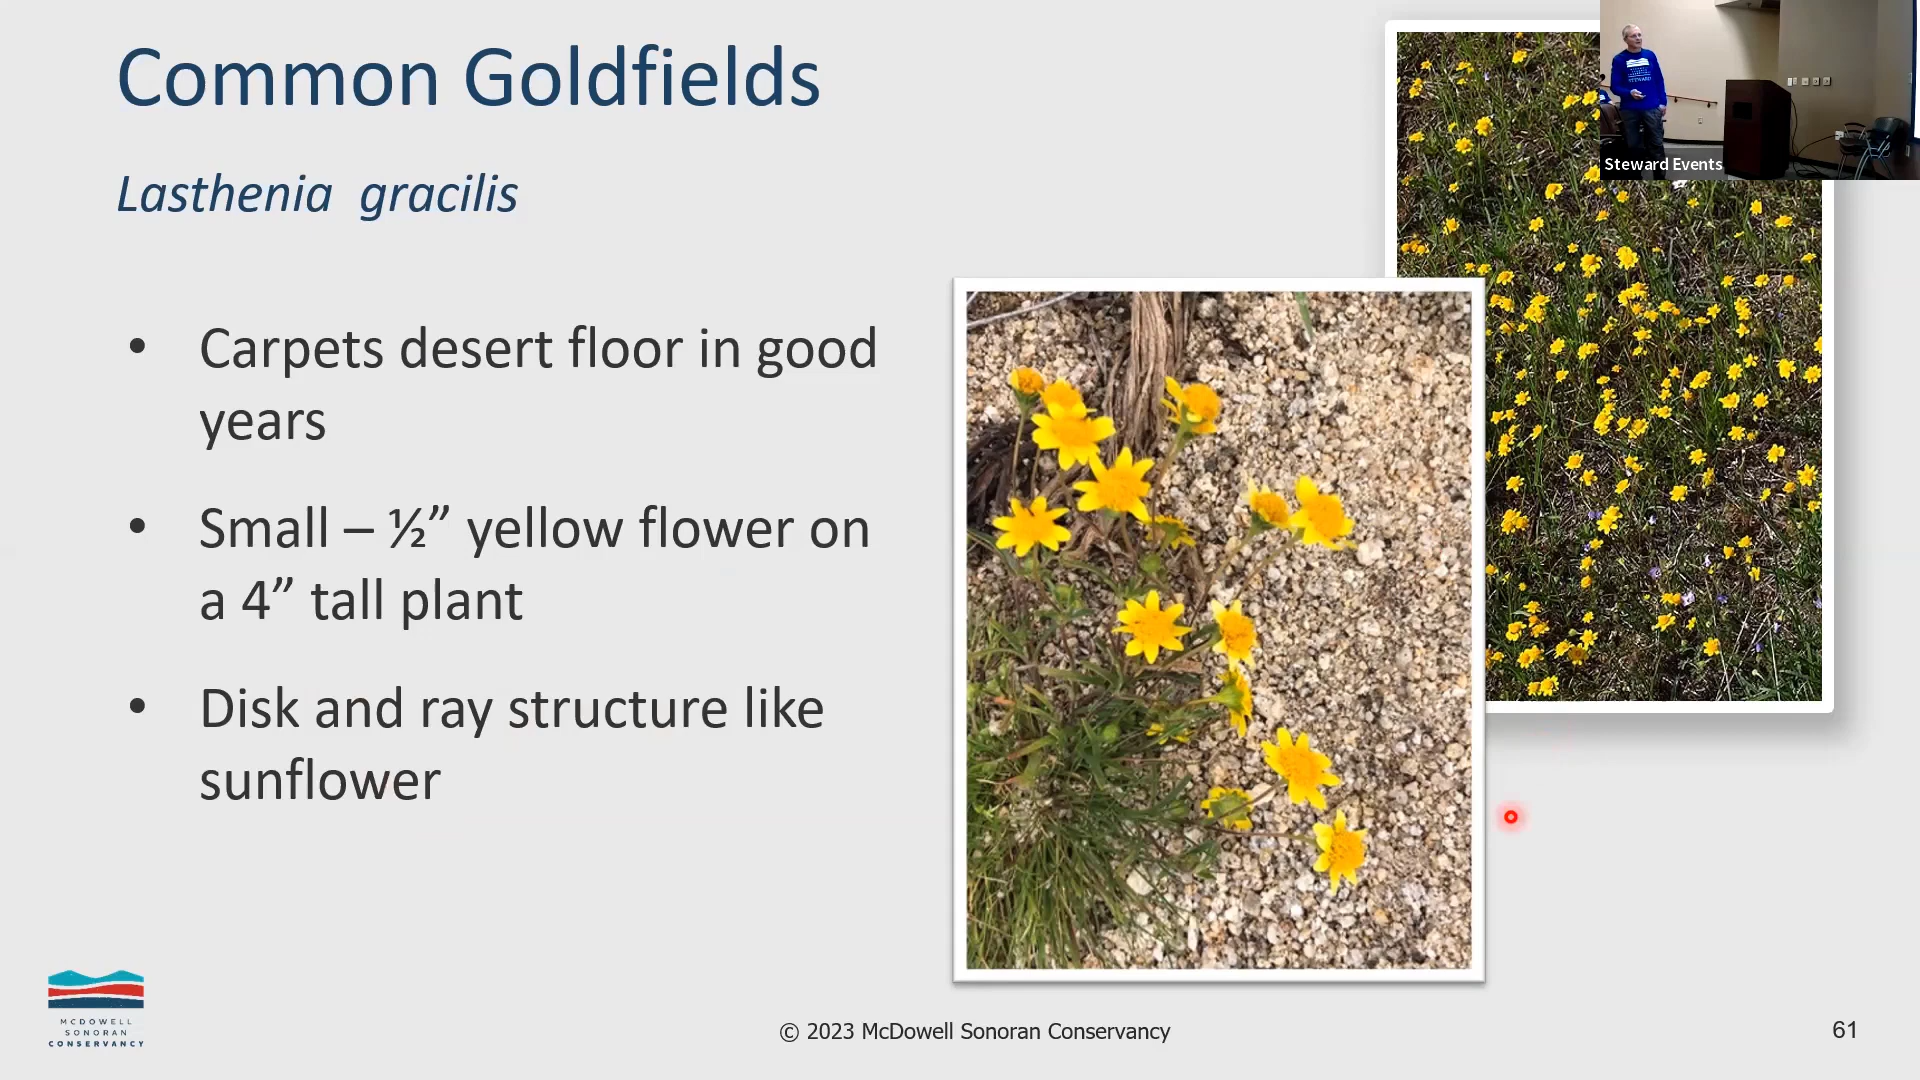 Common Goldfields
Steward Events
Lasthenia gracilis
• Carpets desert floor in good
years
• Small – ½” yellow flower on
a 4” tall plant
• Disk and ray structure like
sunflower
MCDOWELL
SONORAN
CONSERVANCY
© 2023 McDowell Sonoran Conservancy
61